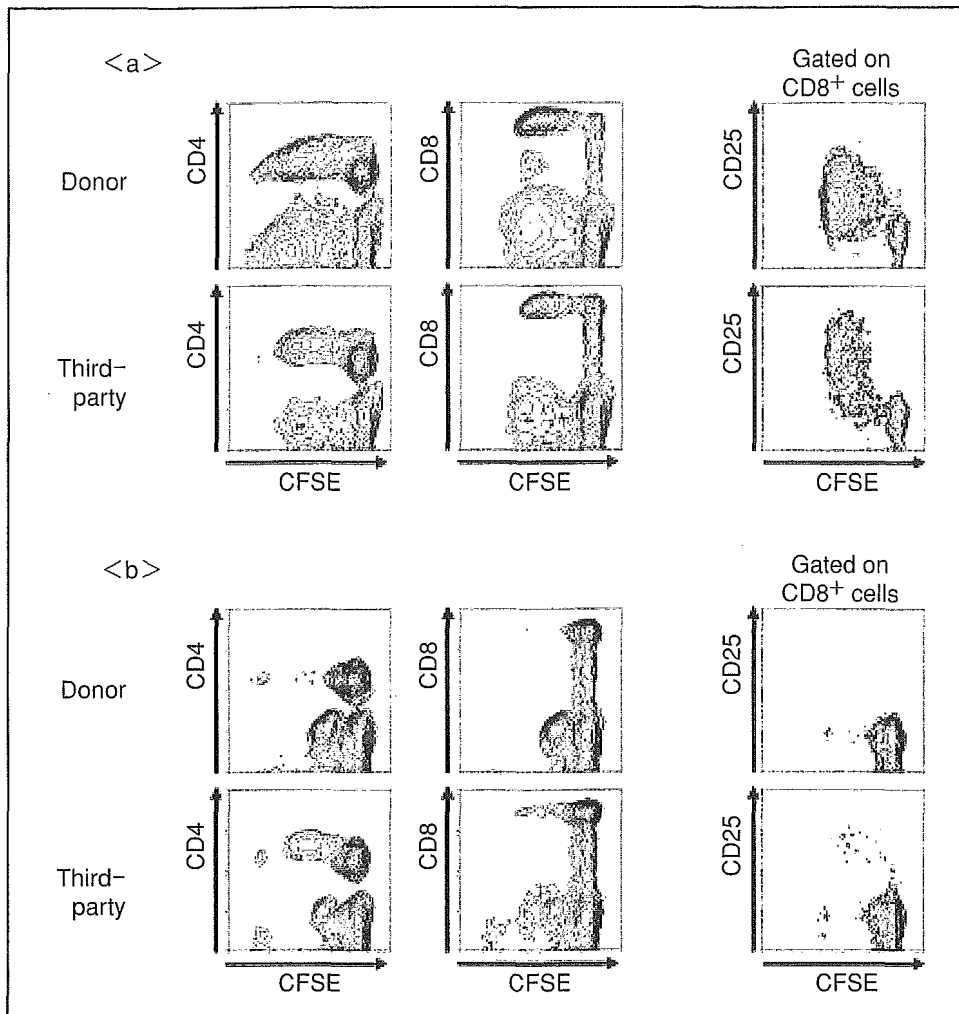 <a>
Gated on
CD8+ cells
Donor
CD4
CD8
CD25
Third-
party
CD4
CD8
CD25
CFSE
CFSE
CFSE
<b>
Gated on
CD8+ cells
Donor
CD4
CD8
CD25
Third-
party
CD4
CD8
CD25
CFSE
CFSE
CFSE